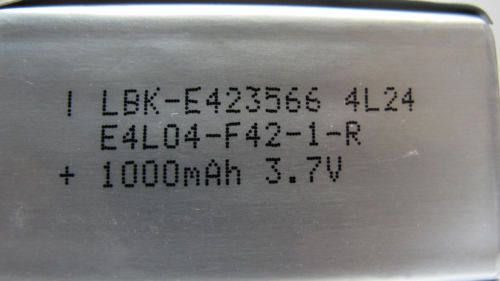 ! LBK-E423566 4L24
E4L04-F42-1-R
+ 1000mAh 3.7V